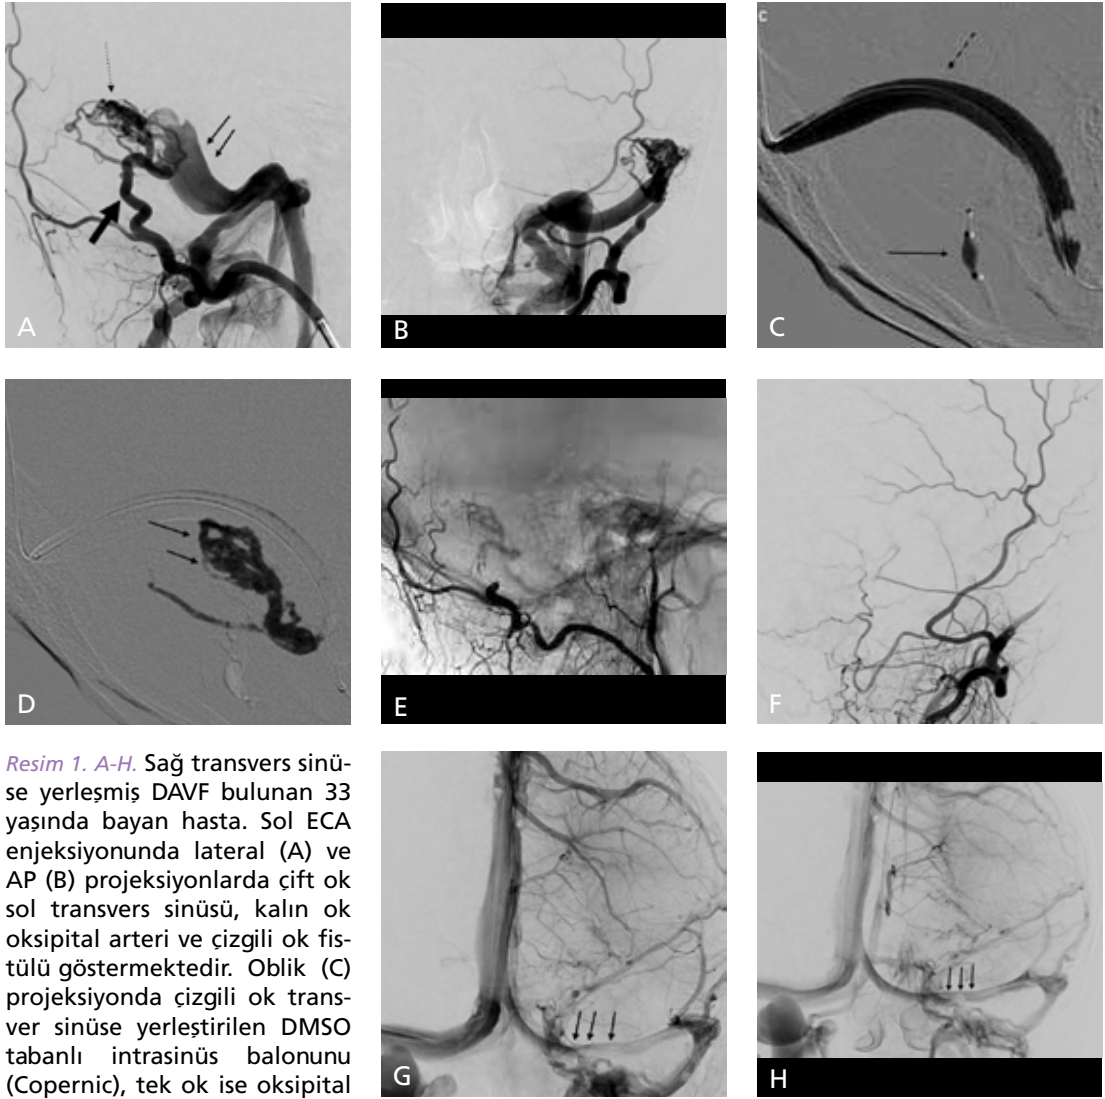 c
A
B
C
D
E
F
Resim 1. A-H. Sağ transvers sinü-
se yerleşmiş DAVF bulunan 33
yaşında bayan hasta. Sol ECA
enjeksiyonunda lateral (A) ve
AP (B) projeksiyonlarda çift ok
sol transvers sinüsü, kalın ok
oksipital arteri ve çizgili ok fis-
tülü göstermektedir. Oblik (C)
projeksiyonda çizgili ok trans-
ver sinüse yerleştirilen DMSO
tabanlı intrasinüs balonunu
(Copernic), tek ok ise oksipital
G
H